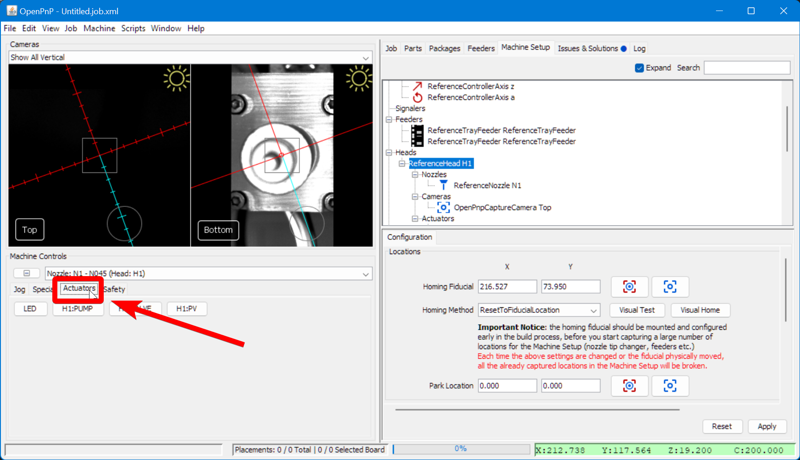 OpenPnP - Untitled.job.xml
File Edit View Job Machine Scripts Window Help
Cameras
Show All Vertical
Top
Bottom
Machine Controls
Nozzle: N1 - N045 (Head: H1)
Jog Actuators Safety
LED H1:PUMP H1:PV
Job Parts Packages Feeders Machine Setup Issues & Solutions Log
Expand Search
ReferenceControllerAxis z
ReferenceControllerAxis a
Signalers
Feeders
ReferenceTrayFeeder ReferenceTrayFeeder
ReferenceTrayFeeder ReferenceTrayFeeder
Heads
ReferenceHead H1
Nozzles
ReferenceNozzle N1
Cameras
OpenPnpCaptureCamera Top
Actuators
Configuration
Locations
X Y
Homing Fiducial 216.527 73.950
Homing Method ResetToFiducialLocation Visual Test Visual Home
Important Notice: the homing fiducial should be mounted and configured
early in the build process, before you start capturing a large number of
locations for the Machine Setup (nozzle tip changer, feeders etc.)
Each time the above settings are changed or the fiducial physically moved,
all the already captured locations in the Machine Setup will be broken.
Park Location 0.000 0.000
Reset Apply
Placements: 0 / 0 Total | 0 / 0 Selected Board 0% X:212.738 Y:117.564 Z:19.200 C:200.000